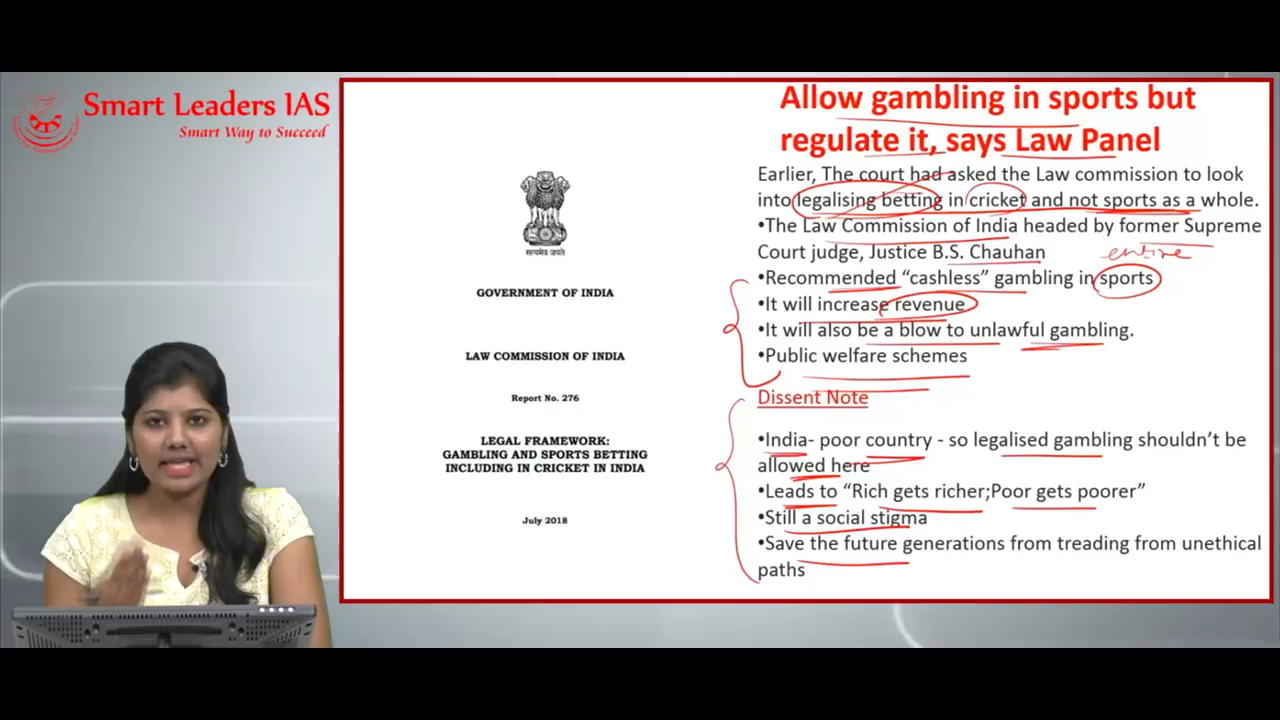 Smart Leaders IAS
Smart Way to Succeed
सत्यमेव जयते
GOVERNMENT OF INDIA
LAW COMMISSION OF INDIA
Report No. 276
LEGAL FRAMEWORK:
GAMBLING AND SPORTS BETTING
INCLUDING IN CRICKET IN INDIA
July 2018
Allow gambling in sports but
regulate it, says Law Panel
Earlier, The court had asked the Law commission to look
into legalising betting in cricket and not sports as a whole.
•The Law Commission of India headed by former Supreme
Court judge, Justice B.S. Chauhan
entire
•Recommended “cashless” gambling in sports
•It will increase revenue
•It will also be a blow to unlawful gambling.
•Public welfare schemes
Dissent Note
•India- poor country - so legalised gambling shouldn’t be
allowed here
•Leads to “Rich gets richer;Poor gets poorer”
•Still a social stigma
•Save the future generations from treading from unethical
paths